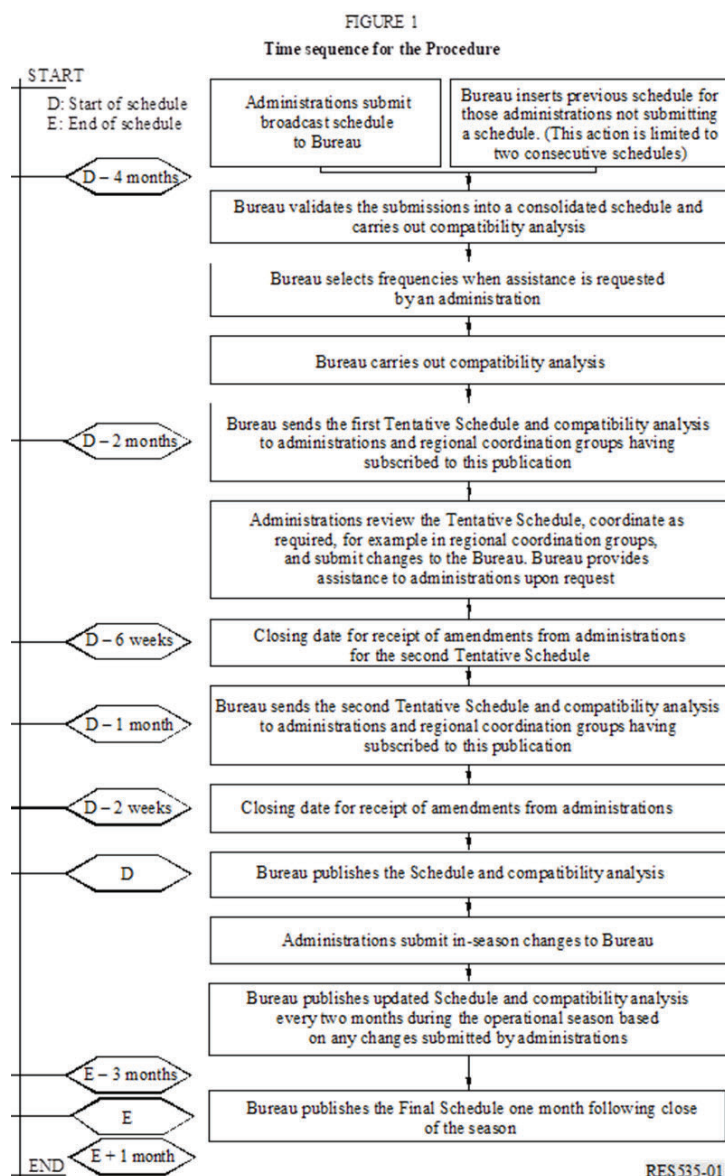 FIGURE 1
Time sequence for the Procedure
START
D: Start of schedule
E: End of schedule
Administrations submit
broadcast schedule
to Bureau
Bureau inserts previous schedule for
those administrations not submitting
a schedule. (This action is limited to
two consecutive schedules)
D – 4 months
Bureau validates the submissions into a consolidated schedule and
carries out compatibility analysis
Bureau selects frequencies when assistance is requested
by an administration
Bureau carries out compatibility analysis
D – 2 months
Bureau sends the first Tentative Schedule and compatibility analysis
to administrations and regional coordination groups having
subscribed to this publication
Administrations review the Tentative Schedule, coordinate as
required, for example in regional coordination groups,
and submit changes to the Bureau. Bureau provides
assistance to administrations upon request
D – 6 weeks
Closing date for receipt of amendments from administrations
for the second Tentative Schedule
D – 1 month
Bureau sends the second Tentative Schedule and compatibility analysis
to administrations and regional coordination groups having
subscribed to this publication
D – 2 weeks
Closing date for receipt of amendments from administrations
D
Bureau publishes the Schedule and compatibility analysis
Administrations submit in-season changes to Bureau
Bureau publishes updated Schedule and compatibility analysis
every two months during the operational season based
on any changes submitted by administrations
E – 3 months
E
Bureau publishes the Final Schedule one month following close
of the season
E + 1 month
END
RES535-01